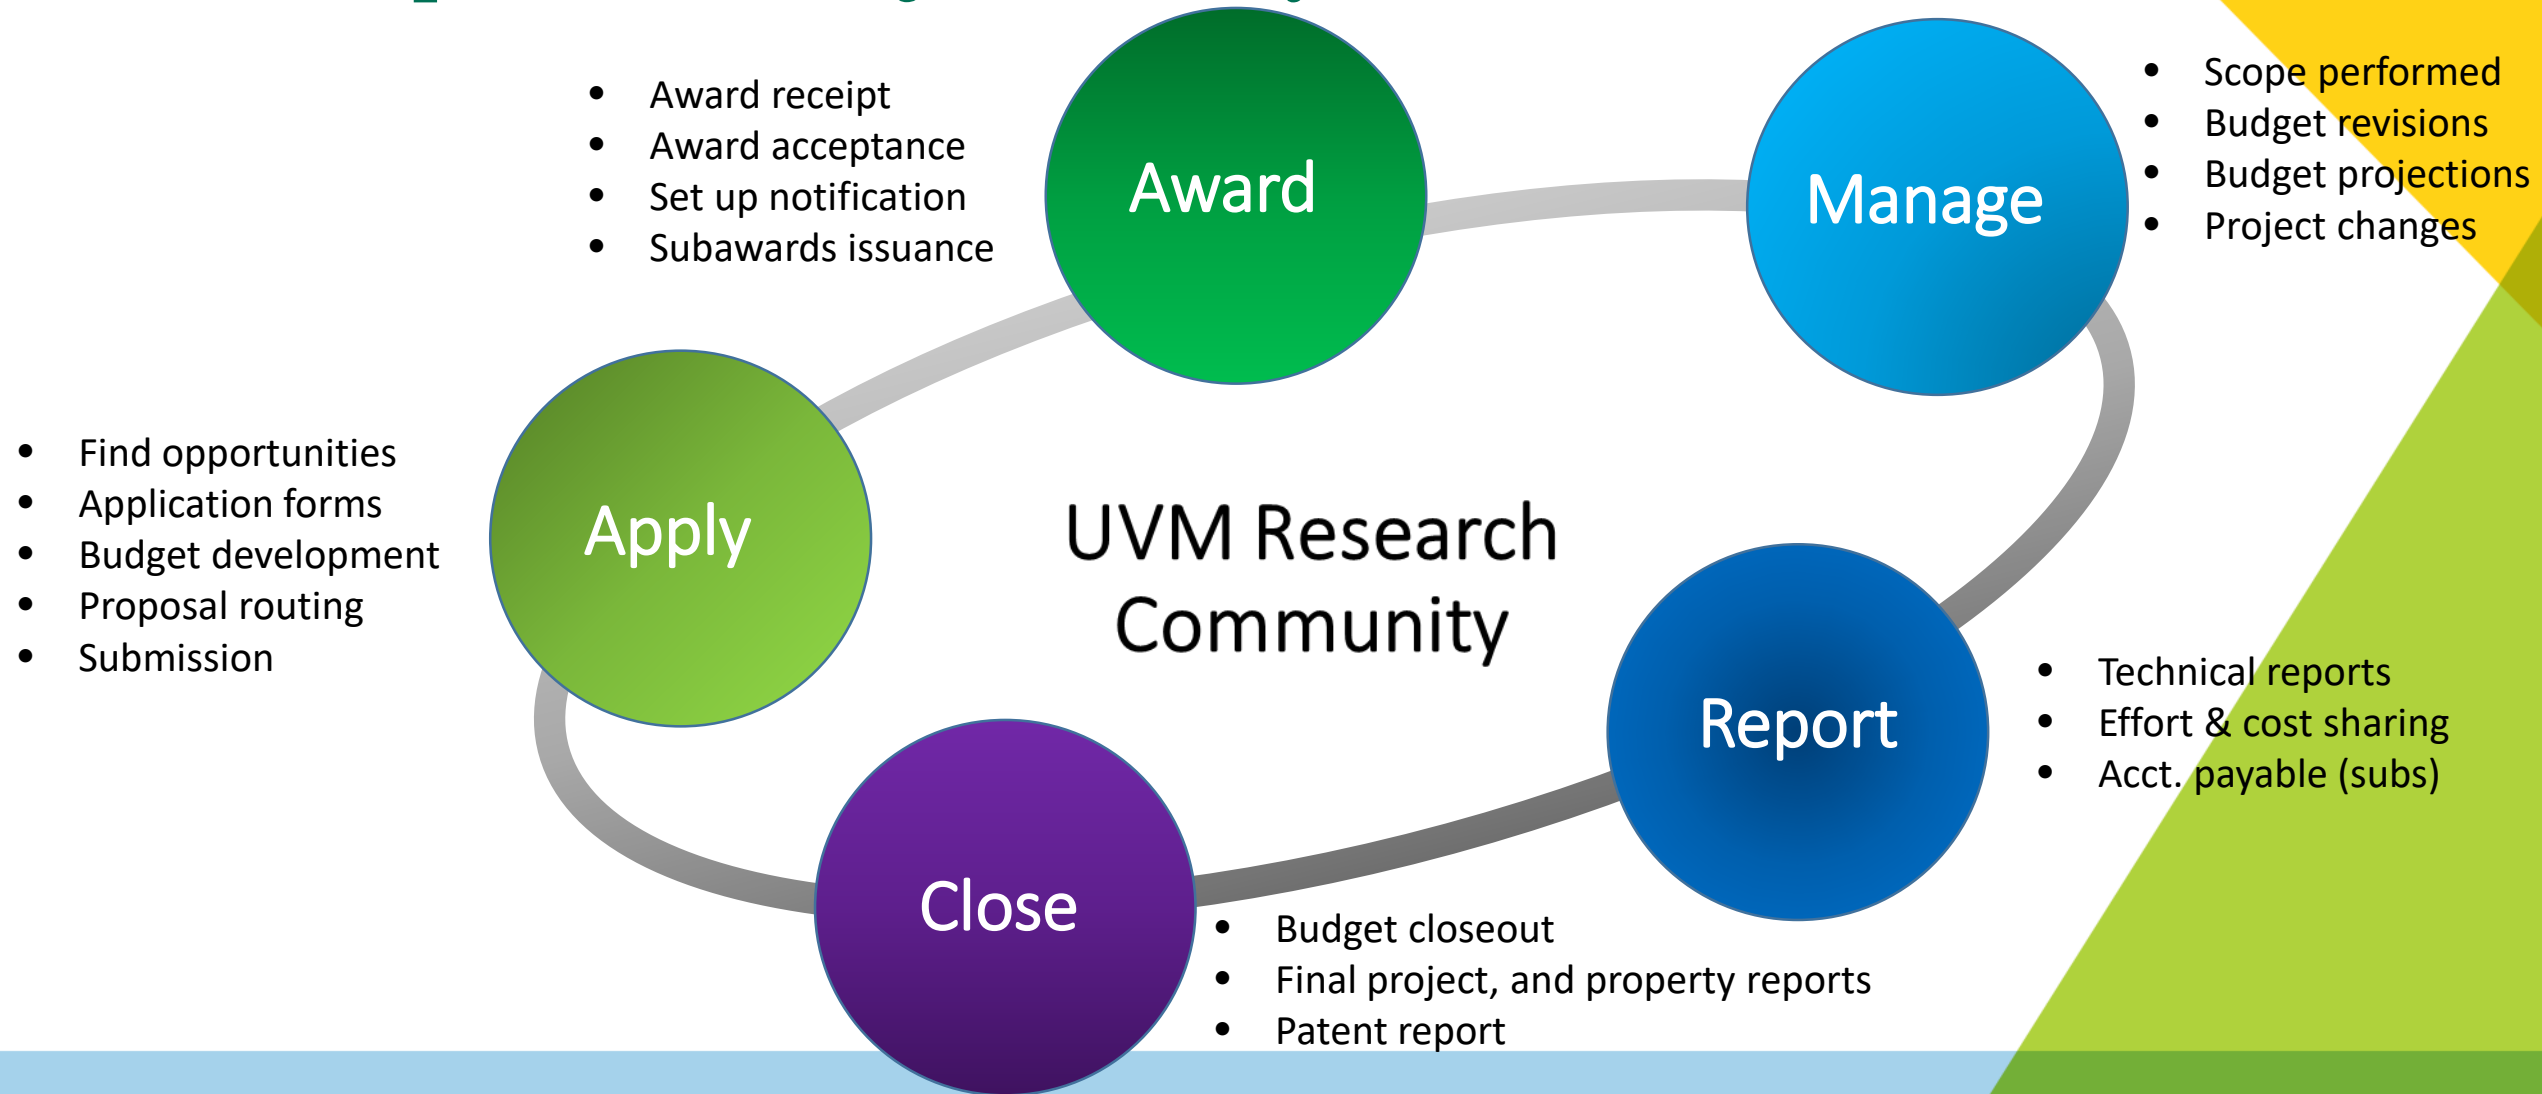 Award
• Award receipt
• Award acceptance
• Set up notification
• Subawards issuance
Manage
• Scope performed
• Budget revisions
• Budget projections
• Project changes
Apply
• Find opportunities
• Application forms
• Budget development
• Proposal routing
• Submission
UVM Research
Community
Report
• Technical reports
• Effort & cost sharing
• Acct. payable (subs)
Close
• Budget closeout
• Final project, and property reports
• Patent report